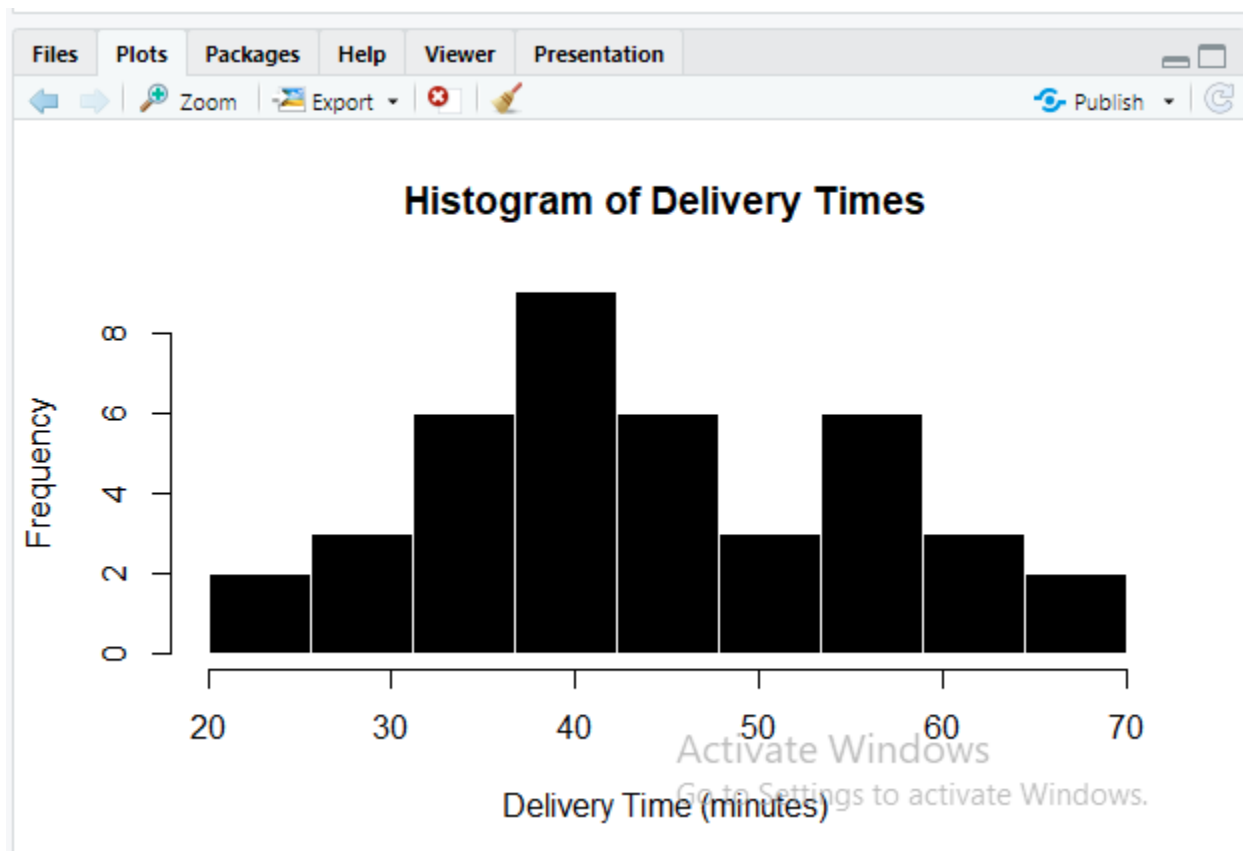 Files Plots Packages Help Viewer Presentation
Zoom Export Publish
Histogram of Delivery Times
8
6
4
2
0
Frequency
20 30 40 50 60 70
Activate Windows
Go to Settings to activate Windows.
Delivery Time (minutes)